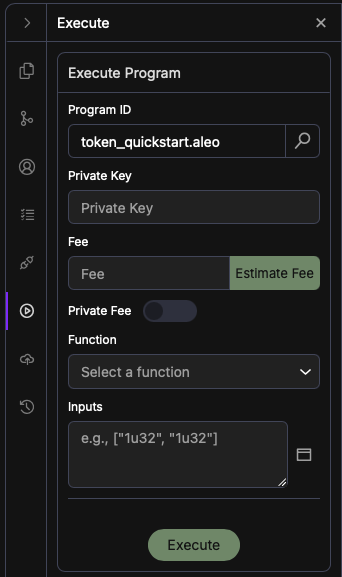 Execute
Execute Program
Program ID
token_quickstart.aleo
Private Key
Private Key
Fee
Fee
Estimate Fee
Private Fee
Function
Select a function
Inputs
e.g., ["1u32", "1u32"]
Execute